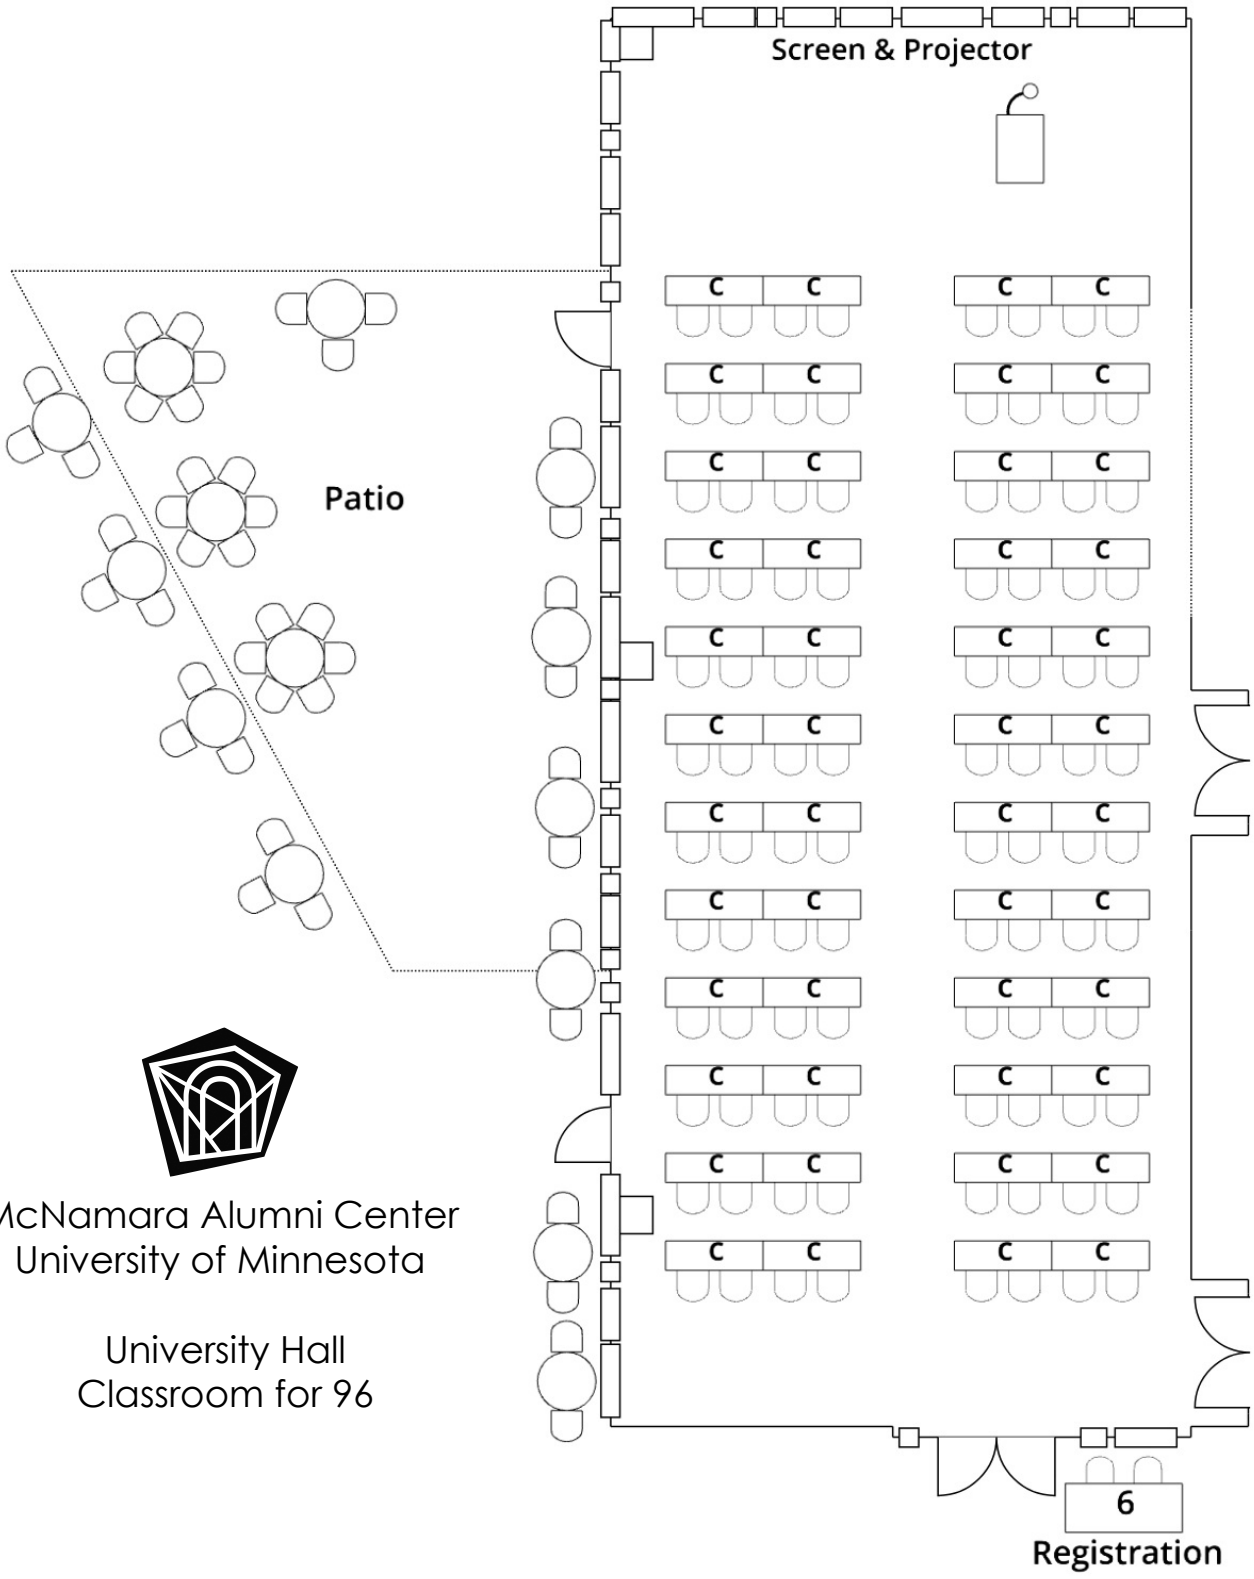 Screen & Projector
C C C C
C C C C
C C C C
Patio
C C C C
C C C C
C C C C
C C C C
C C C C
C C C C
C C C C
C C C C
McNamara Alumni Center
University of Minnesota
C C C C
University Hall
Classroom for 96
6
Registration